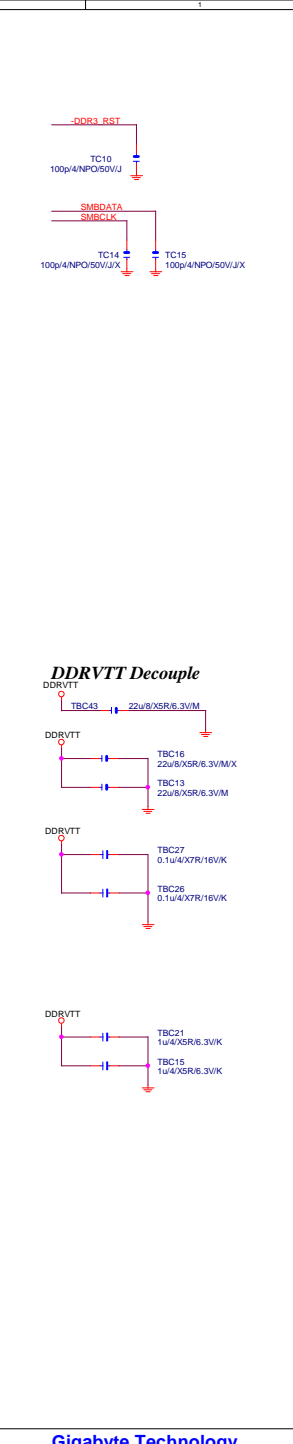 1
-DDR3_RST
TC10
100p/4/NPO/50V/J
SMBDATA
SMBCLK
TC14
100p/4/NPO/50V/J/X
TC15
100p/4/NPO/50V/J/X
DDRVTT Decouple
DDRVTT
TBC43
22u/8/X5R/6.3V/M
DDRVTT
TBC16
22u/8/X5R/6.3V/M/X
TBC13
22u/8/X5R/6.3V/M
DDRVTT
TBC27
0.1u/4/X7R/16V/K
TBC26
0.1u/4/X7R/16V/K
DDRVTT
TBC21
1u/4/X5R/6.3V/K
TBC15
1u/4/X5R/6.3V/K
Gigabyte Technology